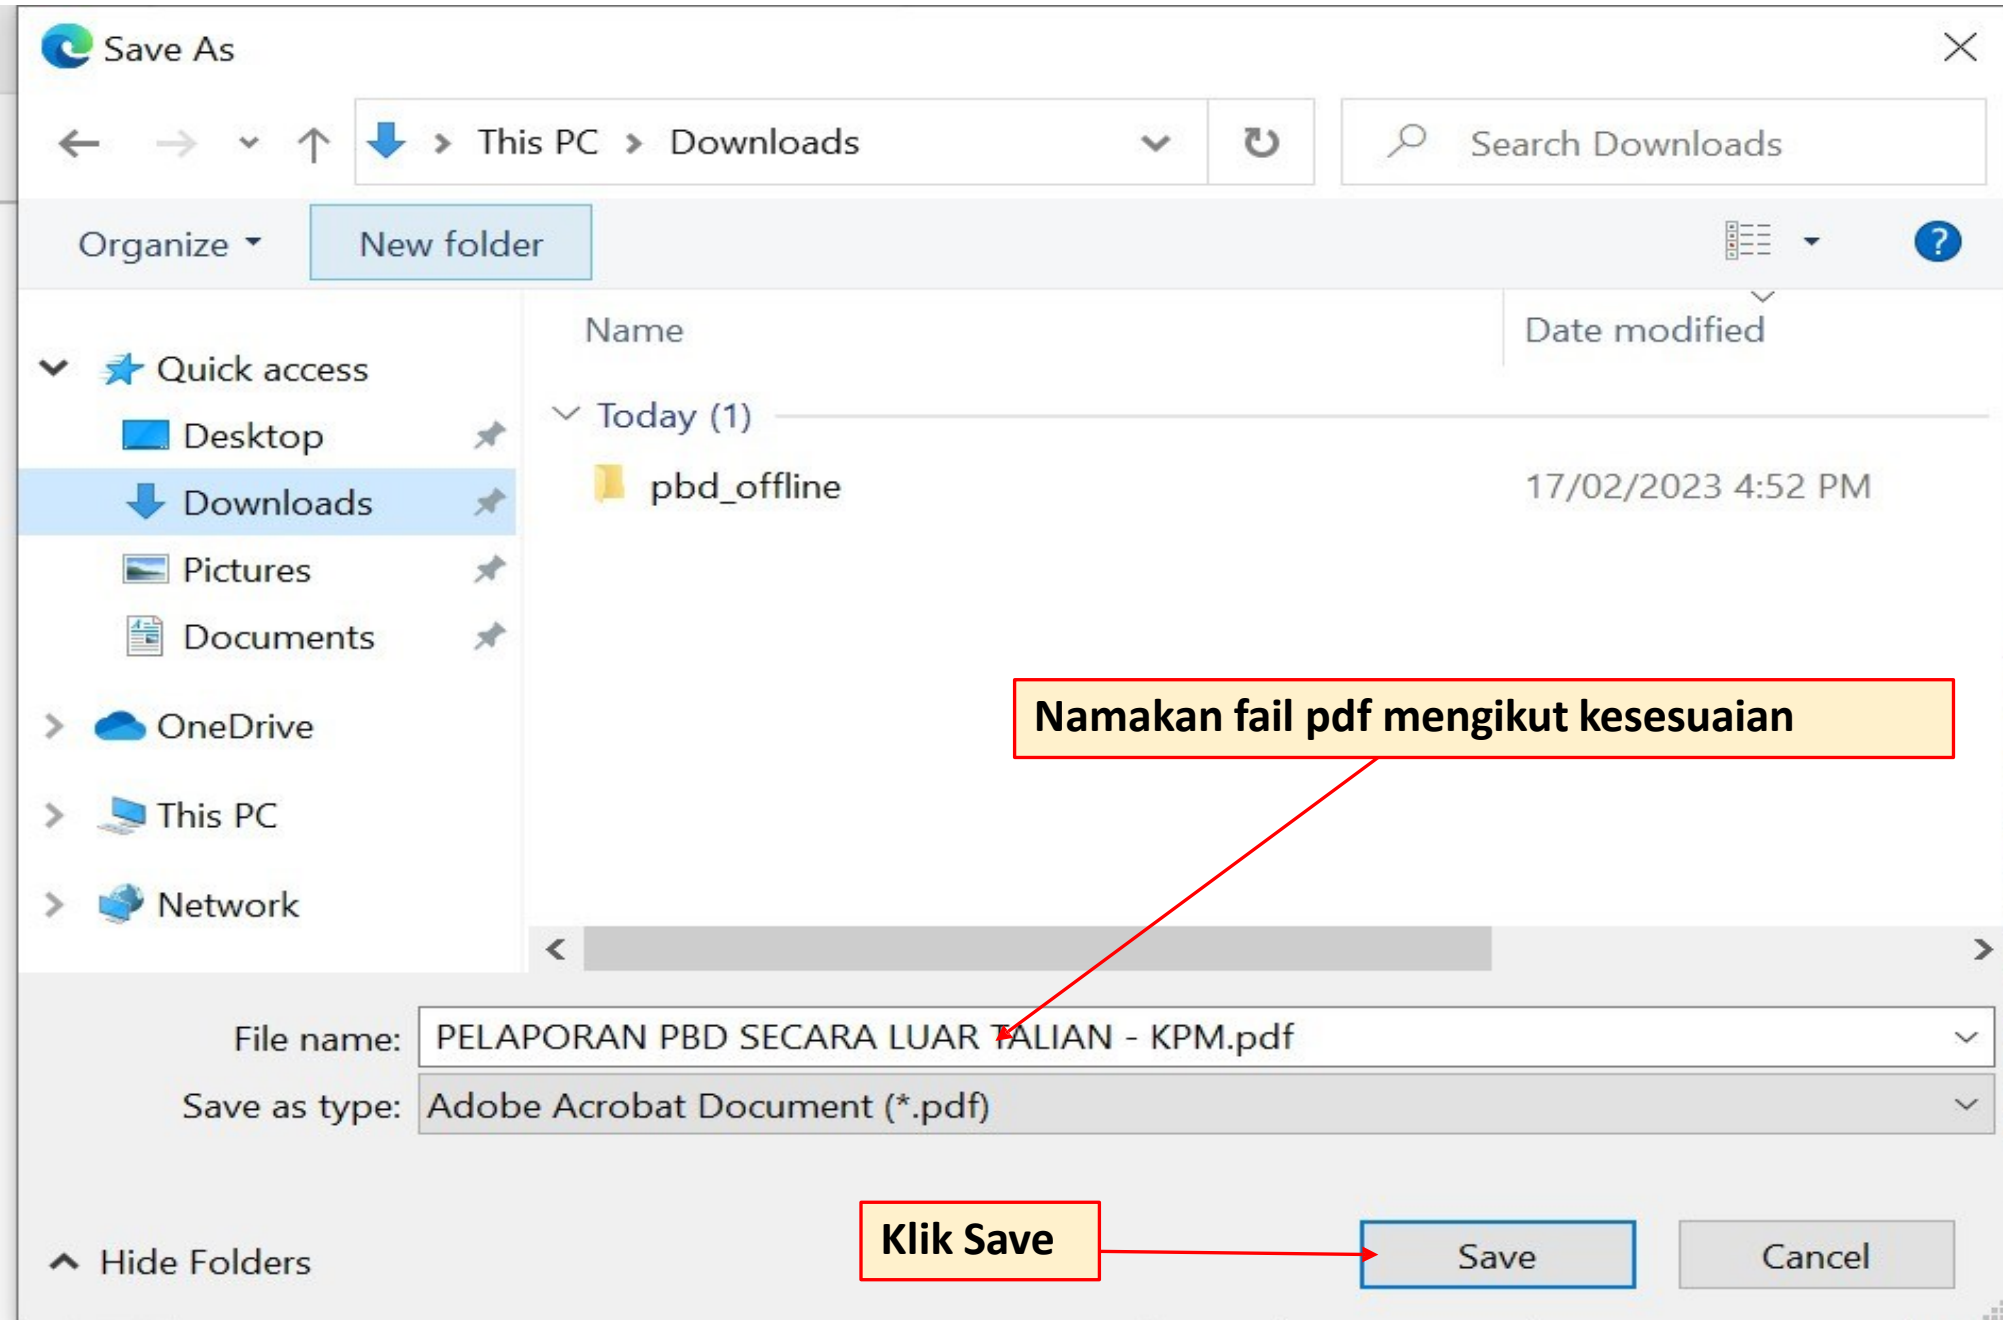 Save As
This PC > Downloads
Search Downloads
Organize
New folder
Name
Date modified
Quick access
Today (1)
Desktop
pbd_offline
17/02/2023 4:52 PM
Downloads
Pictures
Documents
Namakan fail pdf mengikut kesesuaian
OneDrive
This PC
Network
File name: PELAPORAN PBD SECARA LUAR TALIAN - KPM.pdf
Save as type: Adobe Acrobat Document (*.pdf)
Klik Save
Hide Folders
Save
Cancel